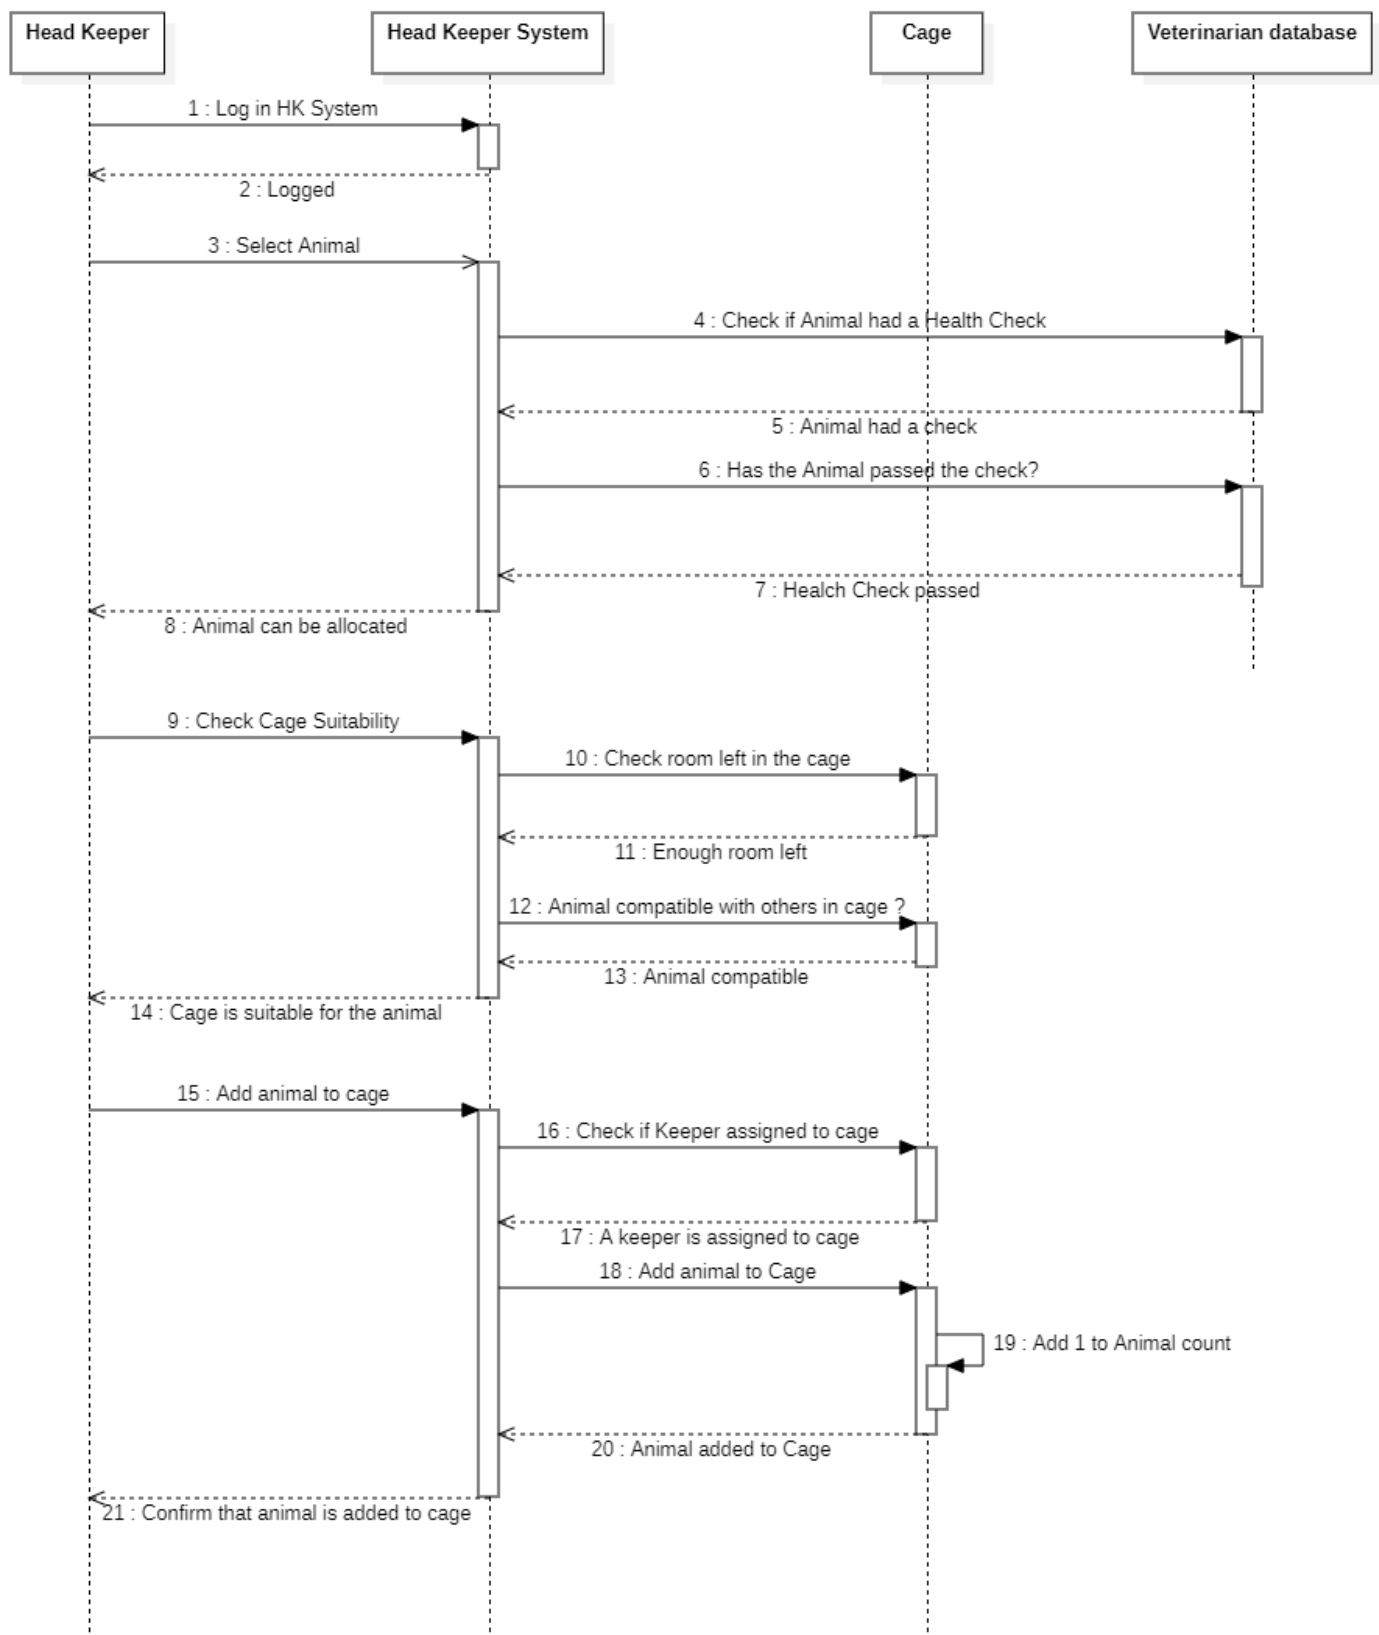 Head Keeper
Head Keeper System
Cage
Veterinarian database
1 : Log in HK System
2 : Logged
3 : Select Animal
4 : Check if Animal had a Health Check
5 : Animal had a check
6 : Has the Animal passed the check?
7 : Healch Check passed
8 : Animal can be allocated
9 : Check Cage Suitability
10 : Check room left in the cage
11 : Enough room left
12 : Animal compatible with others in cage ?
13 : Animal compatible
14 : Cage is suitable for the animal
15 : Add animal to cage
16 : Check if Keeper assigned to cage
17 : A keeper is assigned to cage
18 : Add animal to Cage
19 : Add 1 to Animal count
20 : Animal added to Cage
21 : Confirm that animal is added to cage